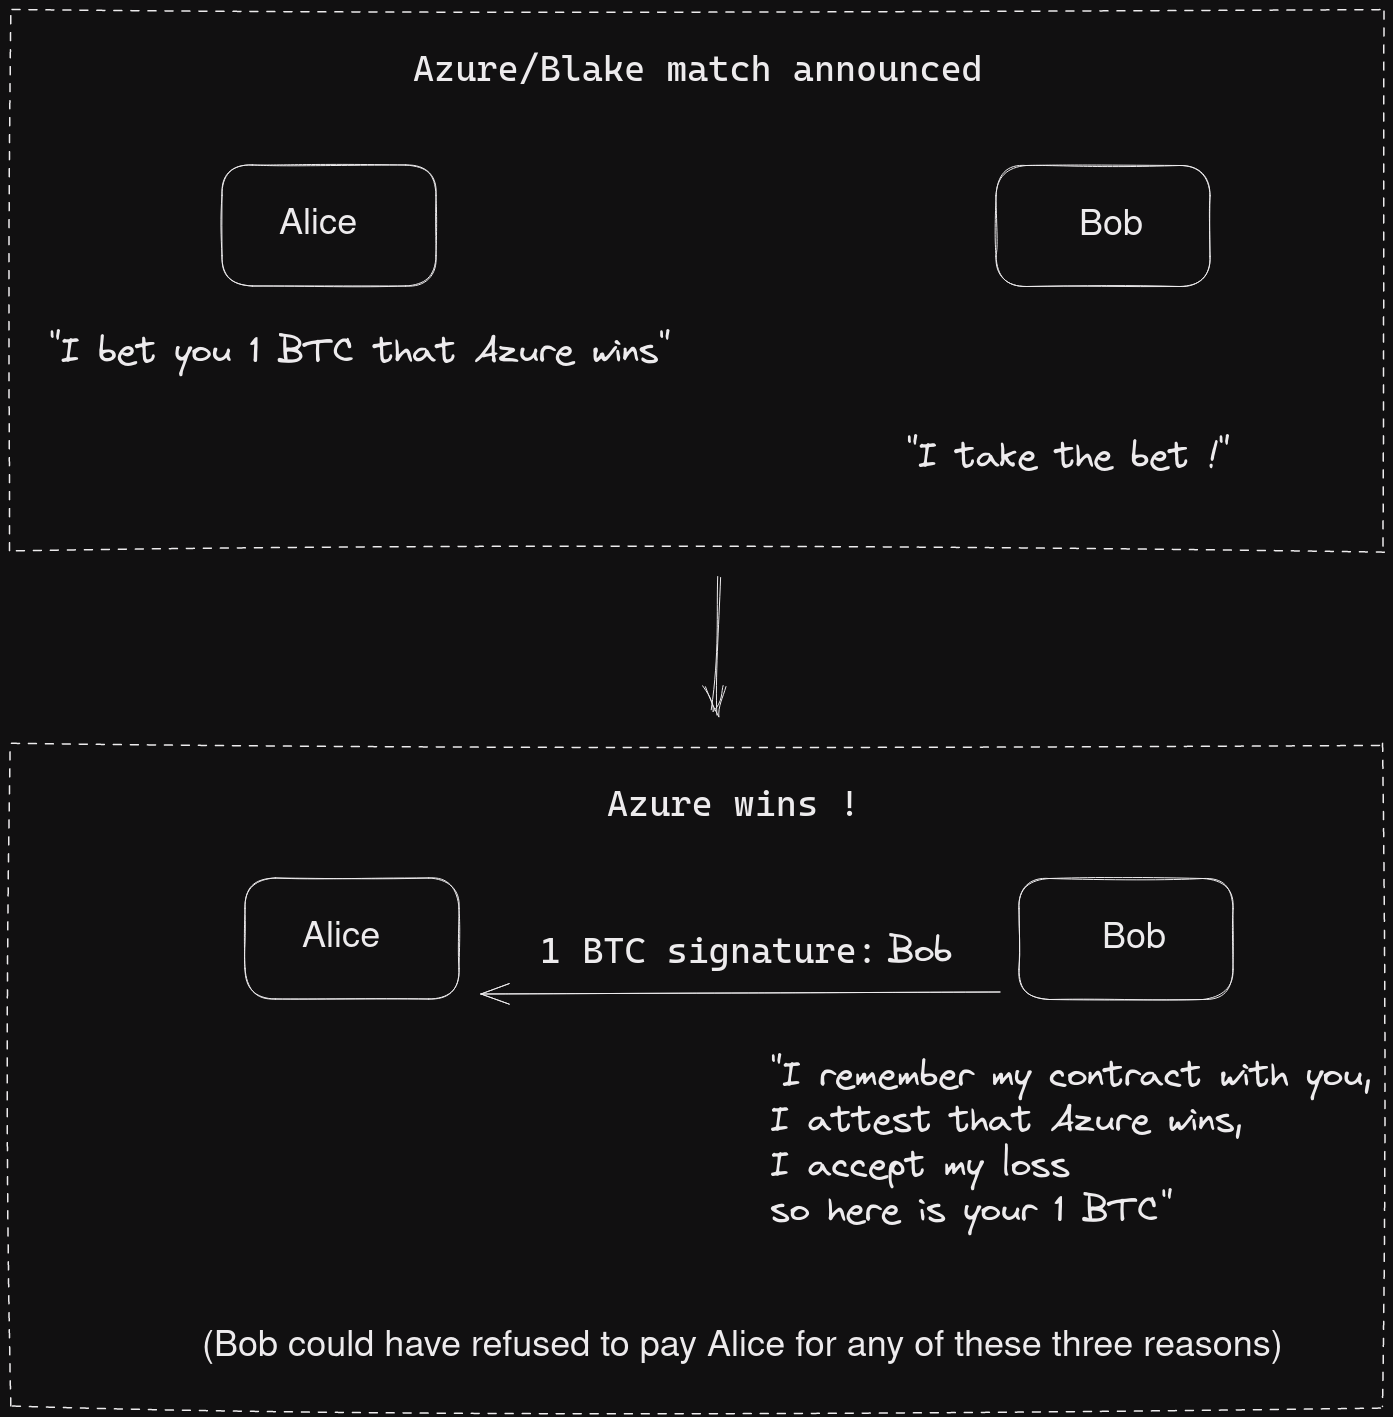 Azure/Blake match announced
Alice
Bob
"I bet you 1 BTC that Azure wins"
"I take the bet !"
Azure wins !
Alice
1 BTC signature: Bob
Bob
"I remember my contract with you,
I attest that Azure wins,
I accept my loss
so here is your 1 BTC"
(Bob could have refused to pay Alice for any of these three reasons)